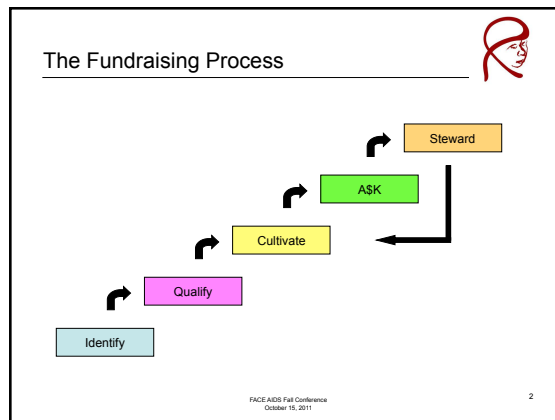 The Fundraising Process
Steward
A$K
Cultivate
Qualify
Identify
FACE AIDS Fall Conference
October 15, 2011
2